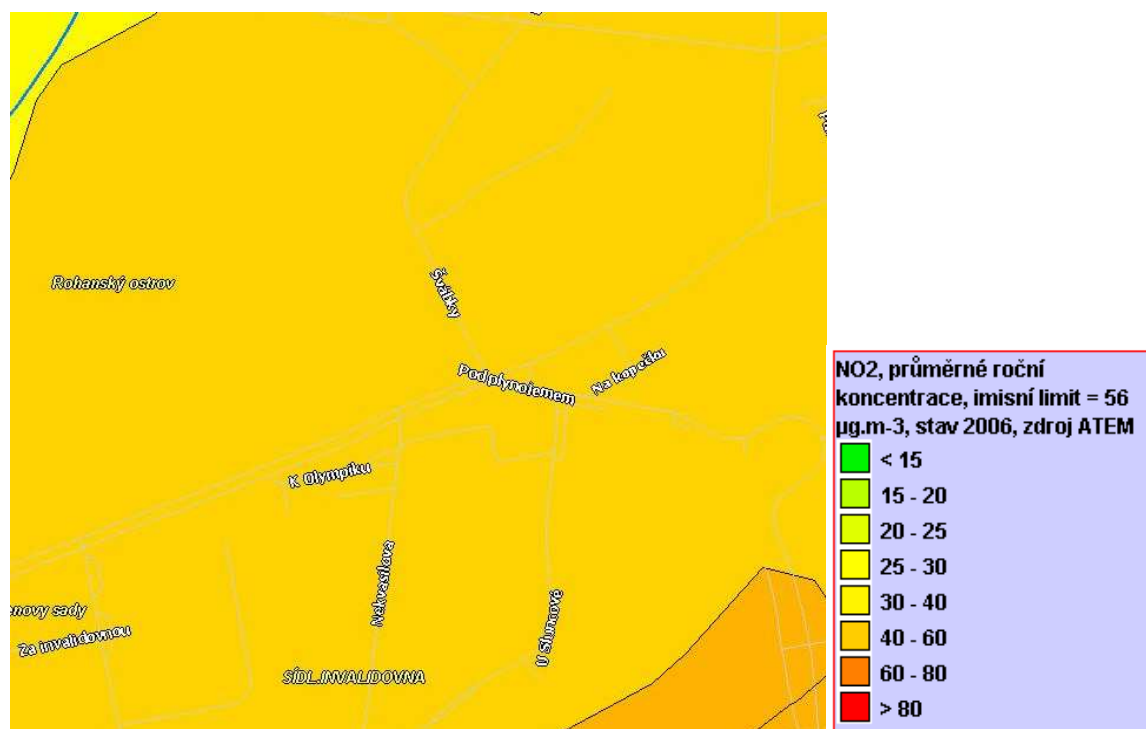 Rohanský ostrov
Švábky
Pod plynojemem
Na kopečku
K Olympiku
Nekvasilova
U Sluncové
enovy sady
Za invalidovnou
SÍDL.INVALIDOVNA
NO2, průměrné roční
koncentrace, imisní limit = 56
µg.m-3, stav 2006, zdroj ATEM
< 15
15 - 20
20 - 25
25 - 30
30 - 40
40 - 60
60 - 80
> 80